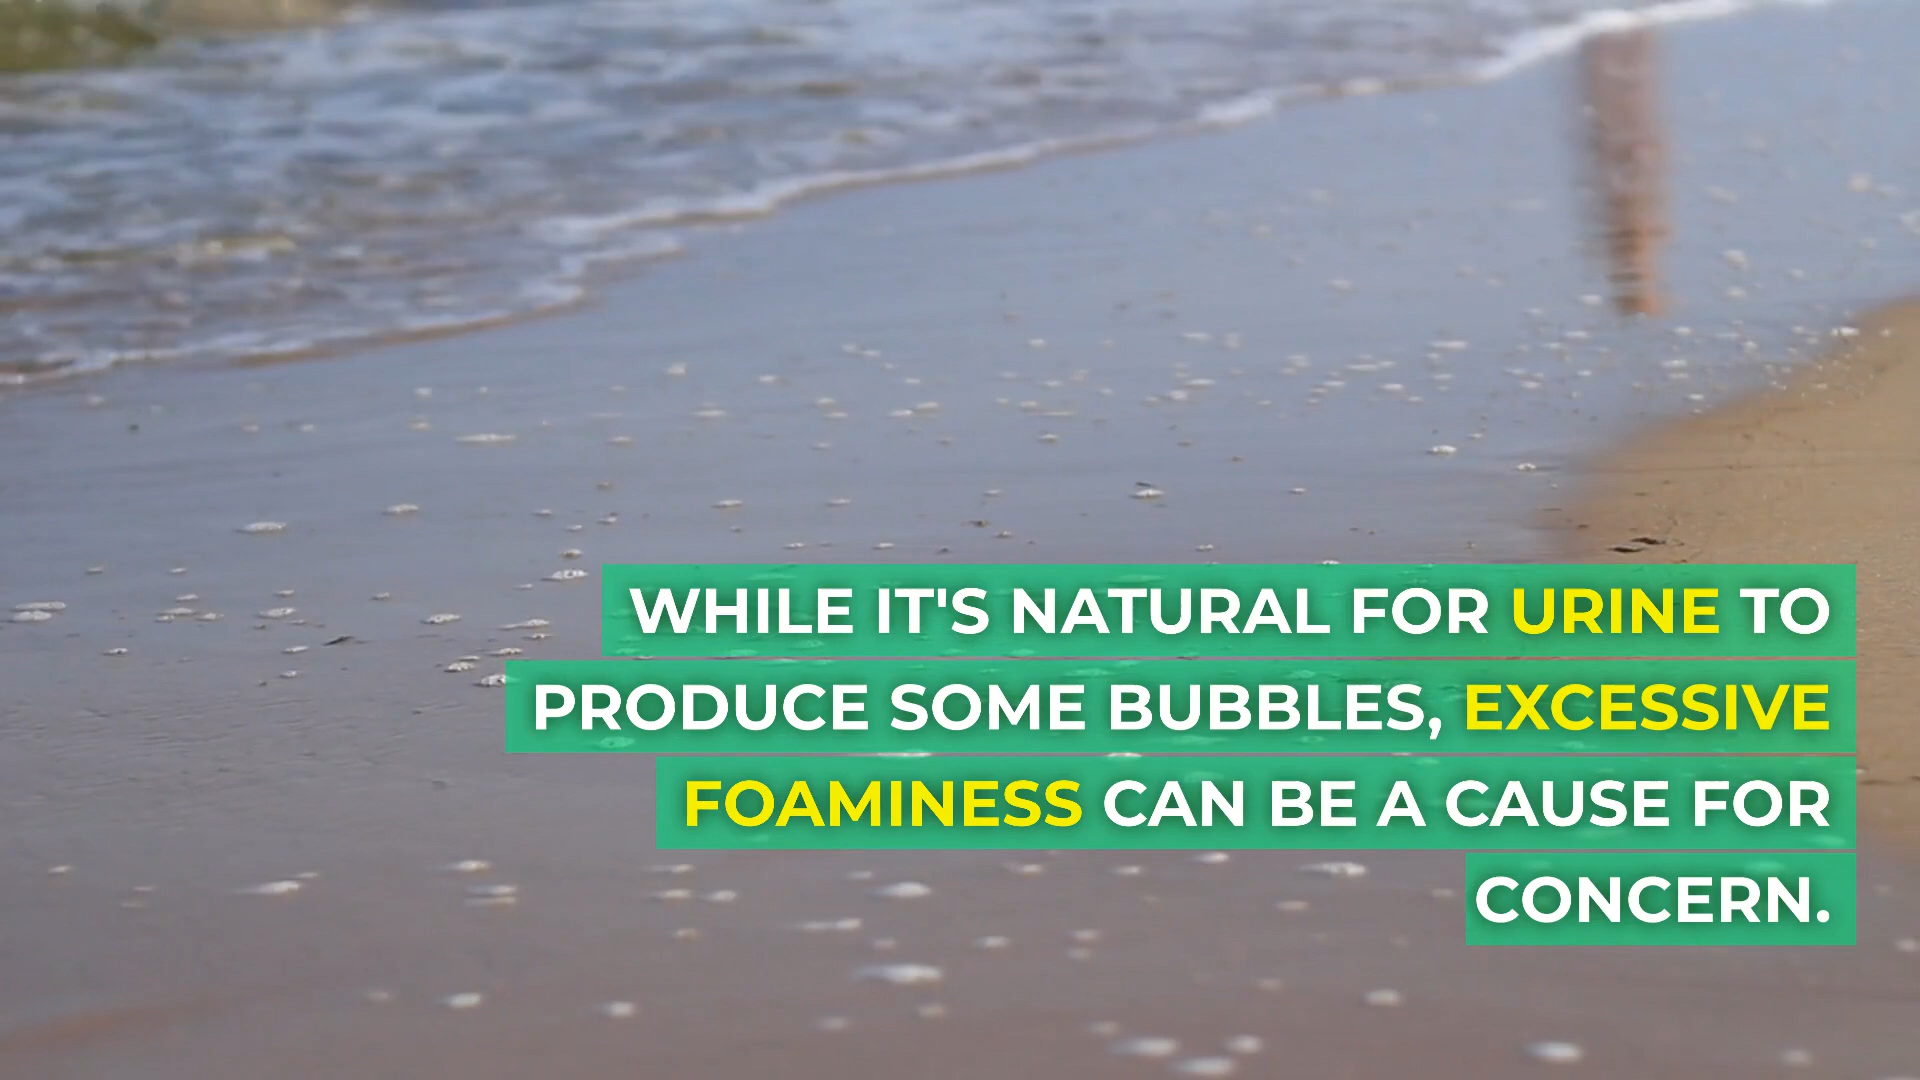 WHILE IT'S NATURAL FOR URINE TO
PRODUCE SOME BUBBLES, EXCESSIVE
FOAMINESS CAN BE A CAUSE FOR
CONCERN.